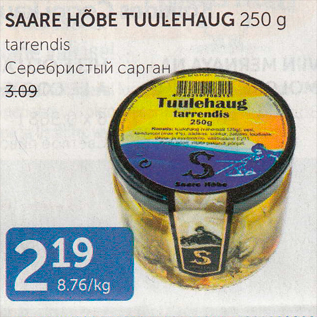 SAARE HÕBE TUULEHAUG 250 g
tarrendis
Серебристый сарган
3.09
Tuulehaug
tarrendis
250g
S
Saare Hõbe
S
2 19
8.76/kg